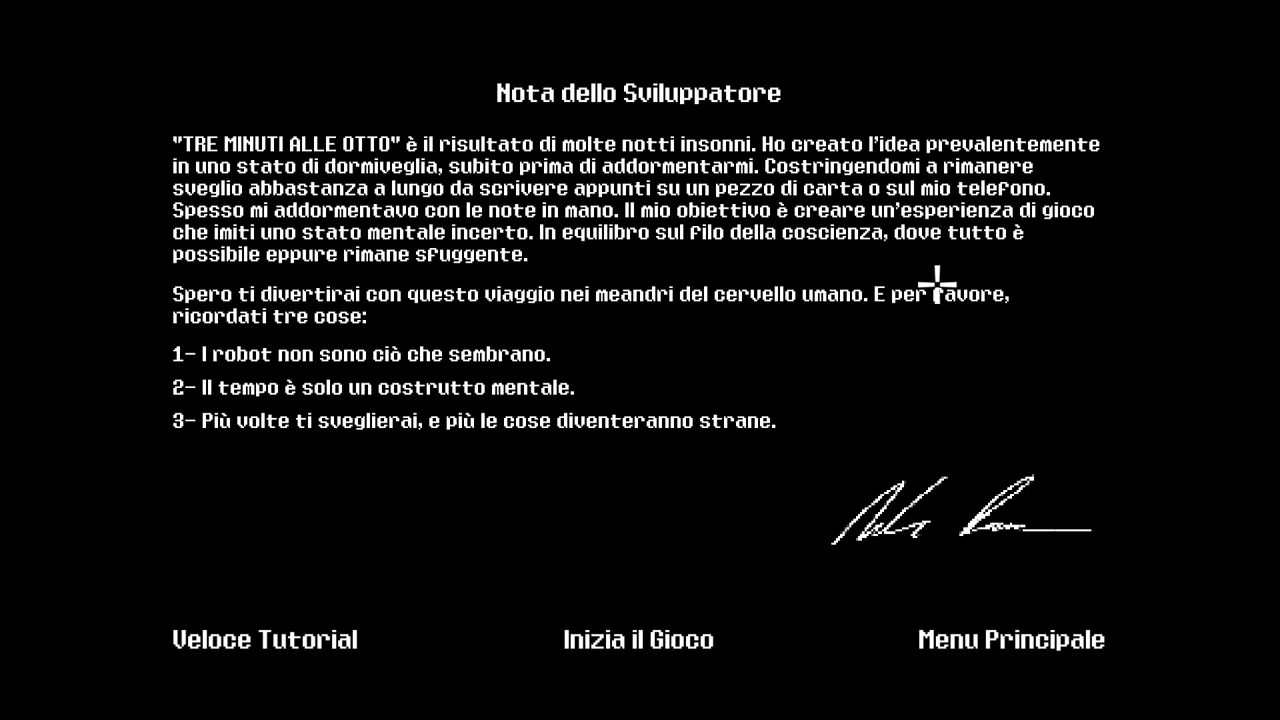 Nota dello Sviluppatore
"TRE MINUTI ALLE OTTO" è il risultato di molte notti insonni. Ho creato l'idea prevalentemente
in uno stato di dormiveglia, subito prima di addormentarmi. Costringendomi a rimanere
sveglio abbastanza a lungo da scrivere appunti su un pezzo di carta o sul mio telefono.
Spesso mi addormentavo con le note in mano. Il mio obiettivo è creare un'esperienza di gioco
che imiti uno stato mentale incerto. In equilibro sul filo della coscienza, dove tutto è
possibile eppure rimane sfuggente.
Spero ti divertirai con questo viaggio nei meandri del cervello umano. E per favore,
ricordati tre cose:
1- I robot non sono ciò che sembrano.
2- Il tempo è solo un costrutto mentale.
3- Più volte ti sveglierai, e più le cose diventeranno strane.
Veloce Tutorial
Inizia il Gioco
Menu Principale